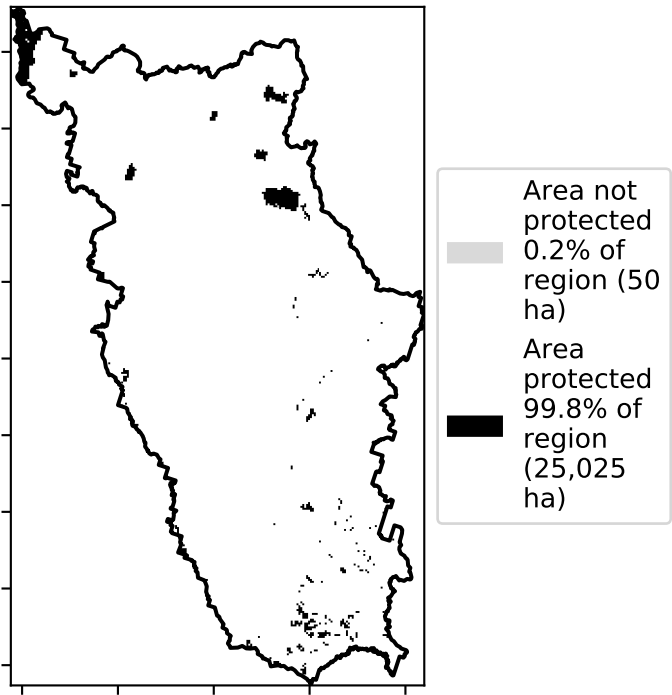 Area not
protected
0.2% of
region (50
ha)
Area
protected
99.8% of
region
(25,025
ha)